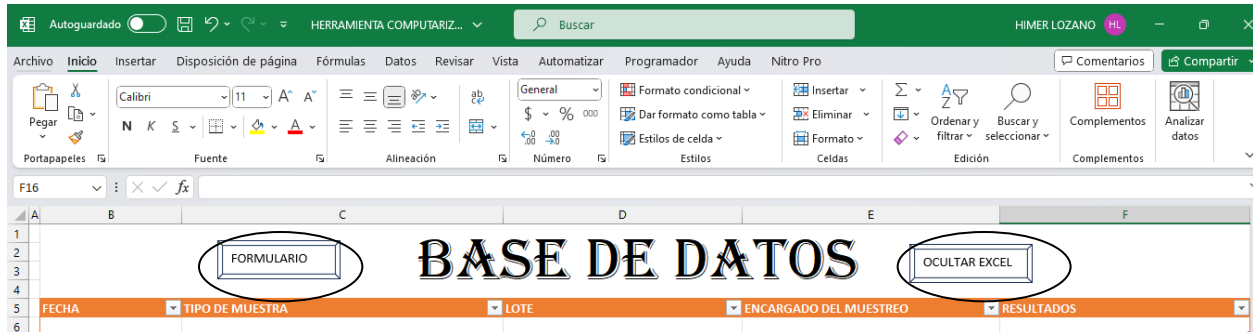 Autoguardado HERRAMIENTA COMPUTARIZ... Buscar HIMER LOZANO HL
Archivo Inicio Insertar Disposición de página Fórmulas Datos Revisar Vista Automatizar Programador Ayuda Nitro Pro Comentarios Compartir
Pegar
Portapapeles
Calibri 11 A^ A˅
N K S A
Fuente
ab
Alineación
General
$ % 000
Número
Formato condicional
Dar formato como tabla
Estilos de celda
Estilos
Insertar
Eliminar
Formato
Celdas
Ordenar y filtrar
Buscar y seleccionar
Edición
Complementos
Complementos
Analizar datos
F16 fx
A B C D E F
1
2
3
4
FORMULARIO BASE DE DATOS OCULTAR EXCEL
5 FECHA TIPO DE MUESTRA LOTE ENCARGADO DEL MUESTREO RESULTADOS
6